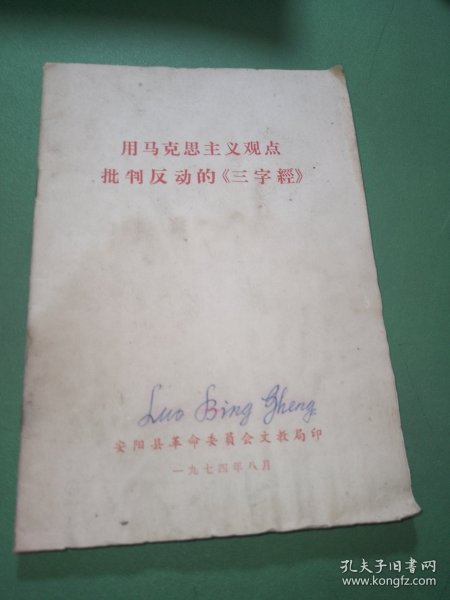 用马克思主义观点
批判反动的《三字經》
Luo Bing Sheng
安阳县革命委員会文教局印
一九七四年八月
孔夫子旧书网
www.kongfz.com